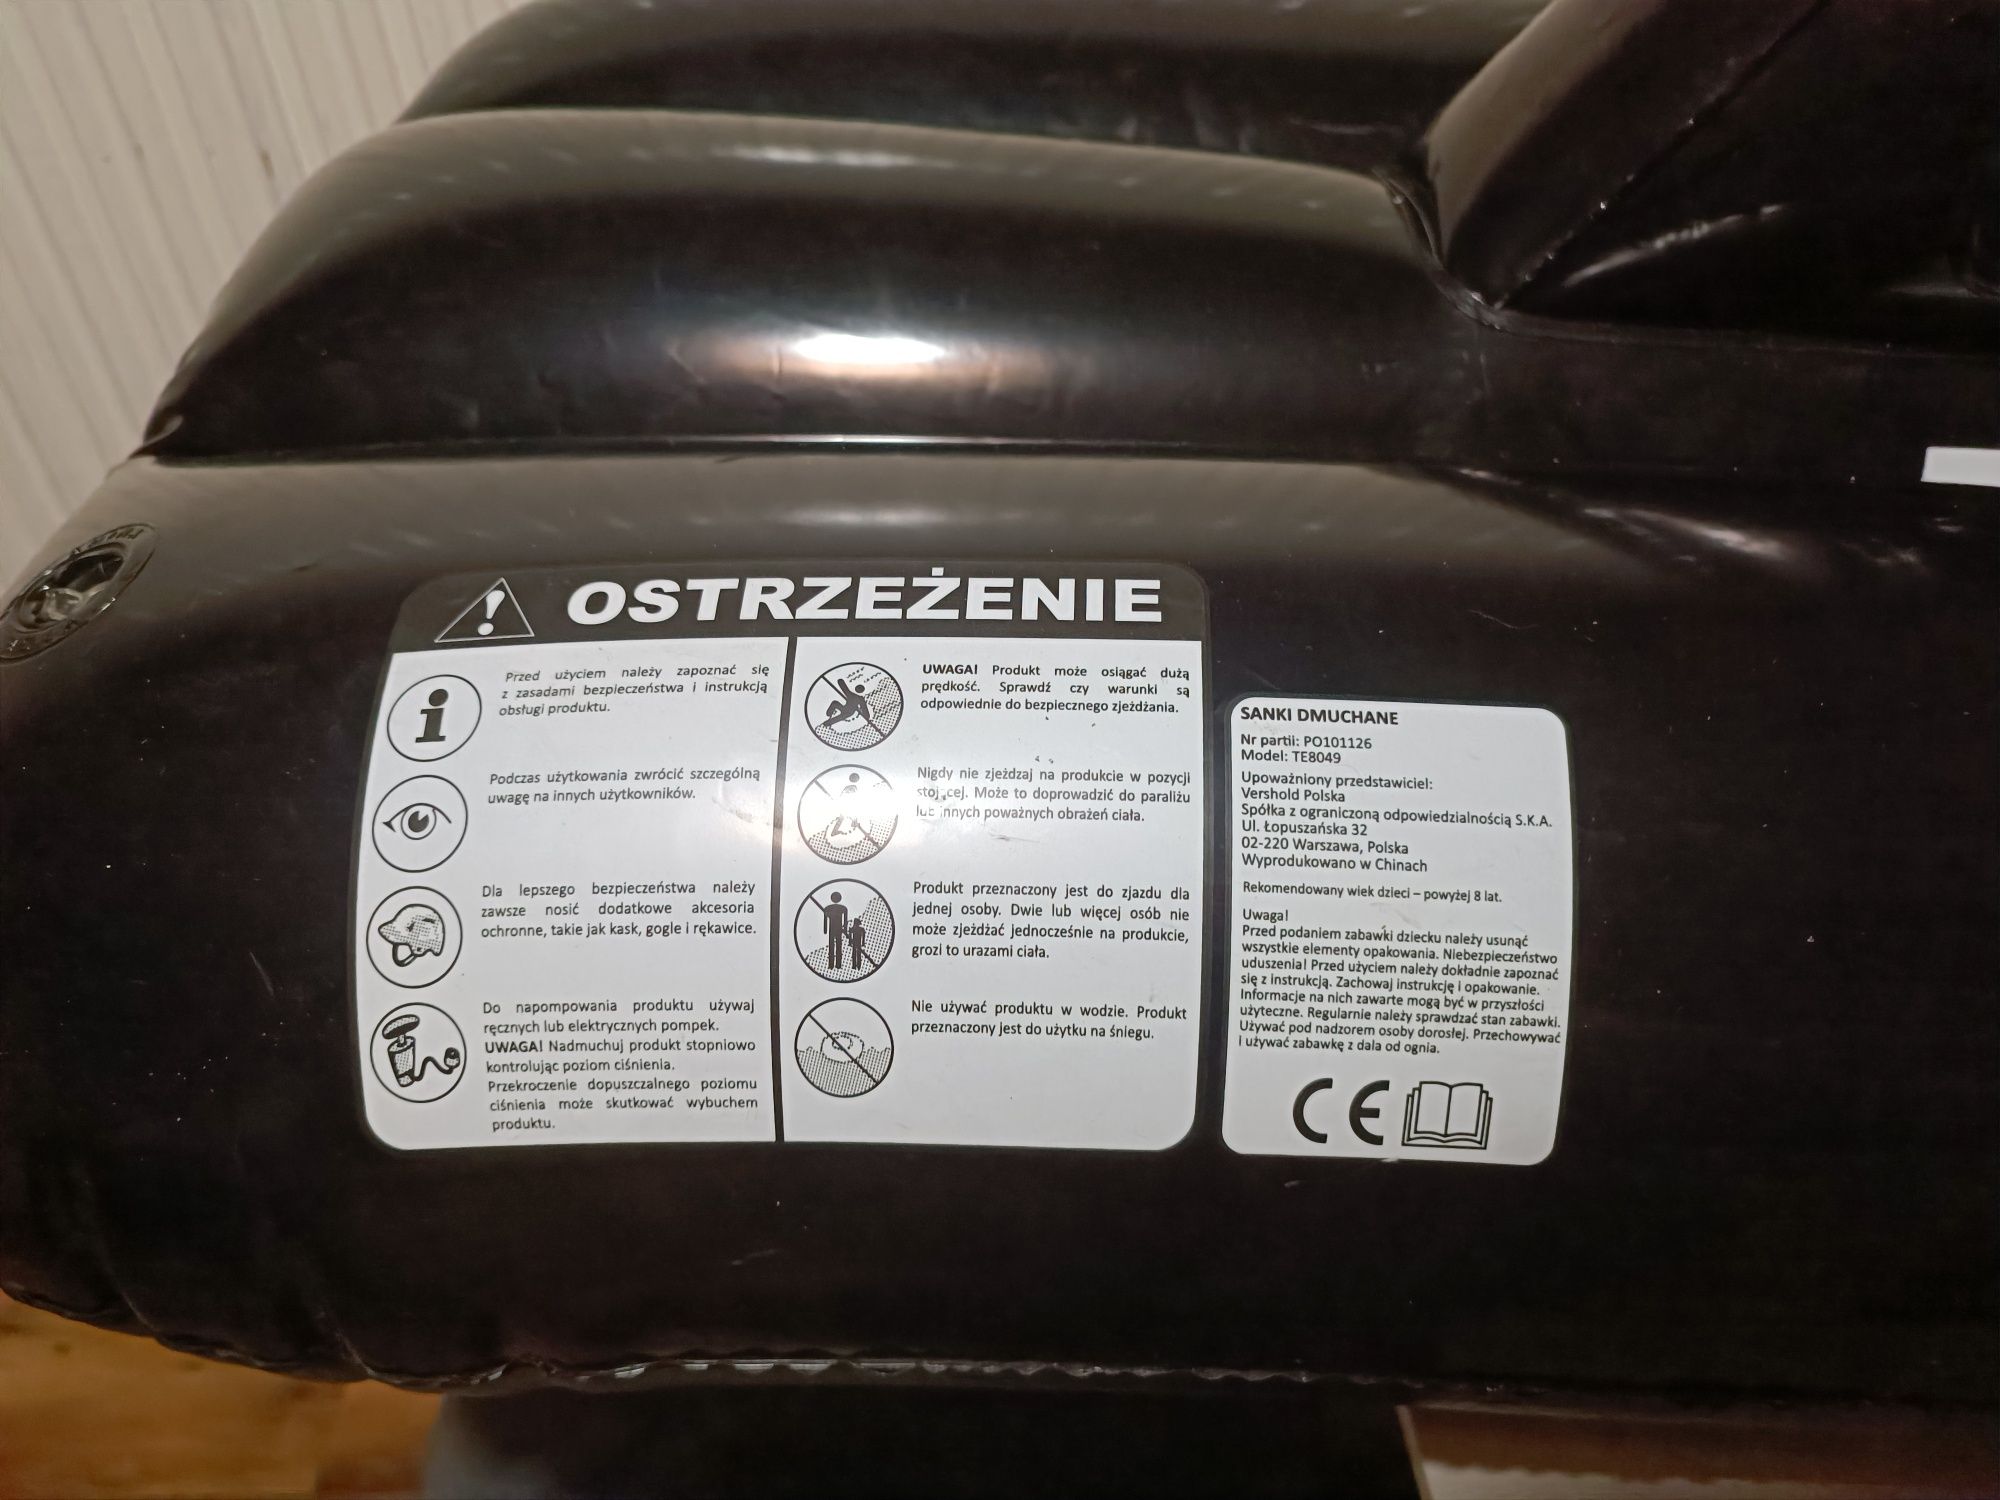 OSTRZEŻENIE
Przed użyciem należy zapoznać się
z zasadami bezpieczeństwa i instrukcją
obsługi produktu.
Podczas użytkowania zwrócić szczególną
uwagę na innych użytkowników.
Dla lepszego bezpieczeństwa należy
zawsze nosić dodatkowe akcesoria
ochronne, takie jak kask, gogle i rękawice.
Do napompowania produktu używaj
ręcznych lub elektrycznych pompek.
UWAGA! Nadmuchuj produkt stopniowo
kontrolując poziom ciśnienia.
Przekroczenie dopuszczalnego poziomu
ciśnienia może skutkować wybuchem
produktu.
UWAGA! Produkt może osiągać dużą
prędkość. Sprawdź czy warunki są
odpowiednie do bezpiecznego zjeżdżania.
Nigdy nie zjeżdzaj na produkcie w pozycji
stojącej. Może to doprowadzić do paraliżu
lub innych poważnych obrażeń ciała.
Produkt przeznaczony jest do zjazdu dla
jednej osoby. Dwie lub więcej osób nie
może zjeżdżać jednocześnie na produkcie,
grozi to urazami ciała.
Nie używać produktu w wodzie. Produkt
przeznaczony jest do użytku na śniegu.
SANKI DMUCHANE
Nr partii: PO101126
Model: TE8049
Upoważniony przedstawiciel:
Vershold Polska
Spółka z ograniczoną odpowiedzialnością S.K.A.
Ul. Łopuszańska 32
02-220 Warszawa, Polska
Wyprodukowano w Chinach
Rekomendowany wiek dzieci – powyżej 8 lat.
Uwaga!
Przed podaniem zabawki dziecku należy usunąć
wszystkie elementy opakowania. Niebezpieczeństwo
uduszenia! Przed użyciem należy dokładnie zapoznać
się z instrukcją. Zachowaj instrukcję i opakowanie.
Informacje na nich zawarte mogą być w przyszłości
użyteczne. Regularnie należy sprawdzać stan zabawki.
Używać pod nadzorem osoby dorosłej. Przechowywać
i używać zabawkę z dala od ognia.
CE